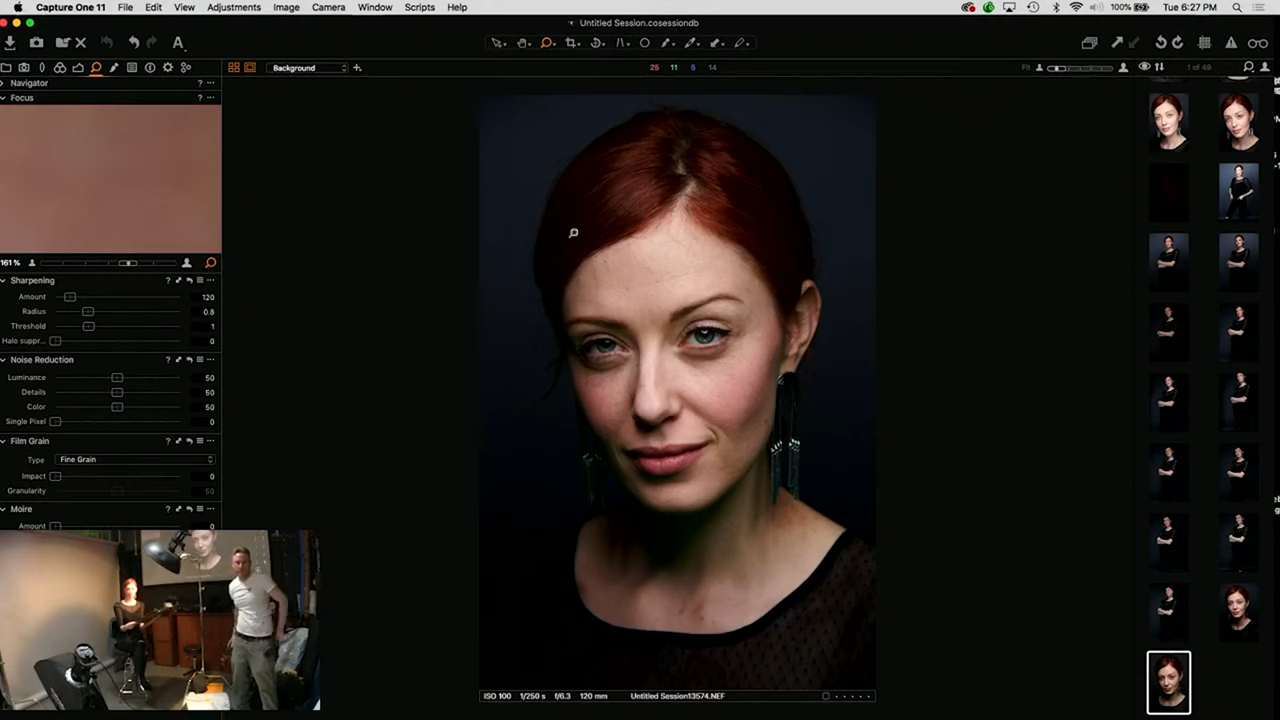 Capture One 11 File Edit View Adjustments Image Camera Window Scripts Help 100% Tue 6:27 PM
Untitled Session.cosessiondb
A
Background 25 11 5 14 Fit 1 of 49
Navigator ?
Focus ?
161%
Sharpening ?
Amount 120
Radius 0.8
Threshold 1
Halo suppr... 0
Noise Reduction ?
Luminance 50
Details 50
Color 50
Single Pixel 0
Film Grain ?
Type Fine Grain
Impact 0
Granularity 50
Moire ?
Amount 0
ISO 100 1/250 s f/6.3 120 mm Untitled Session13574.NEF